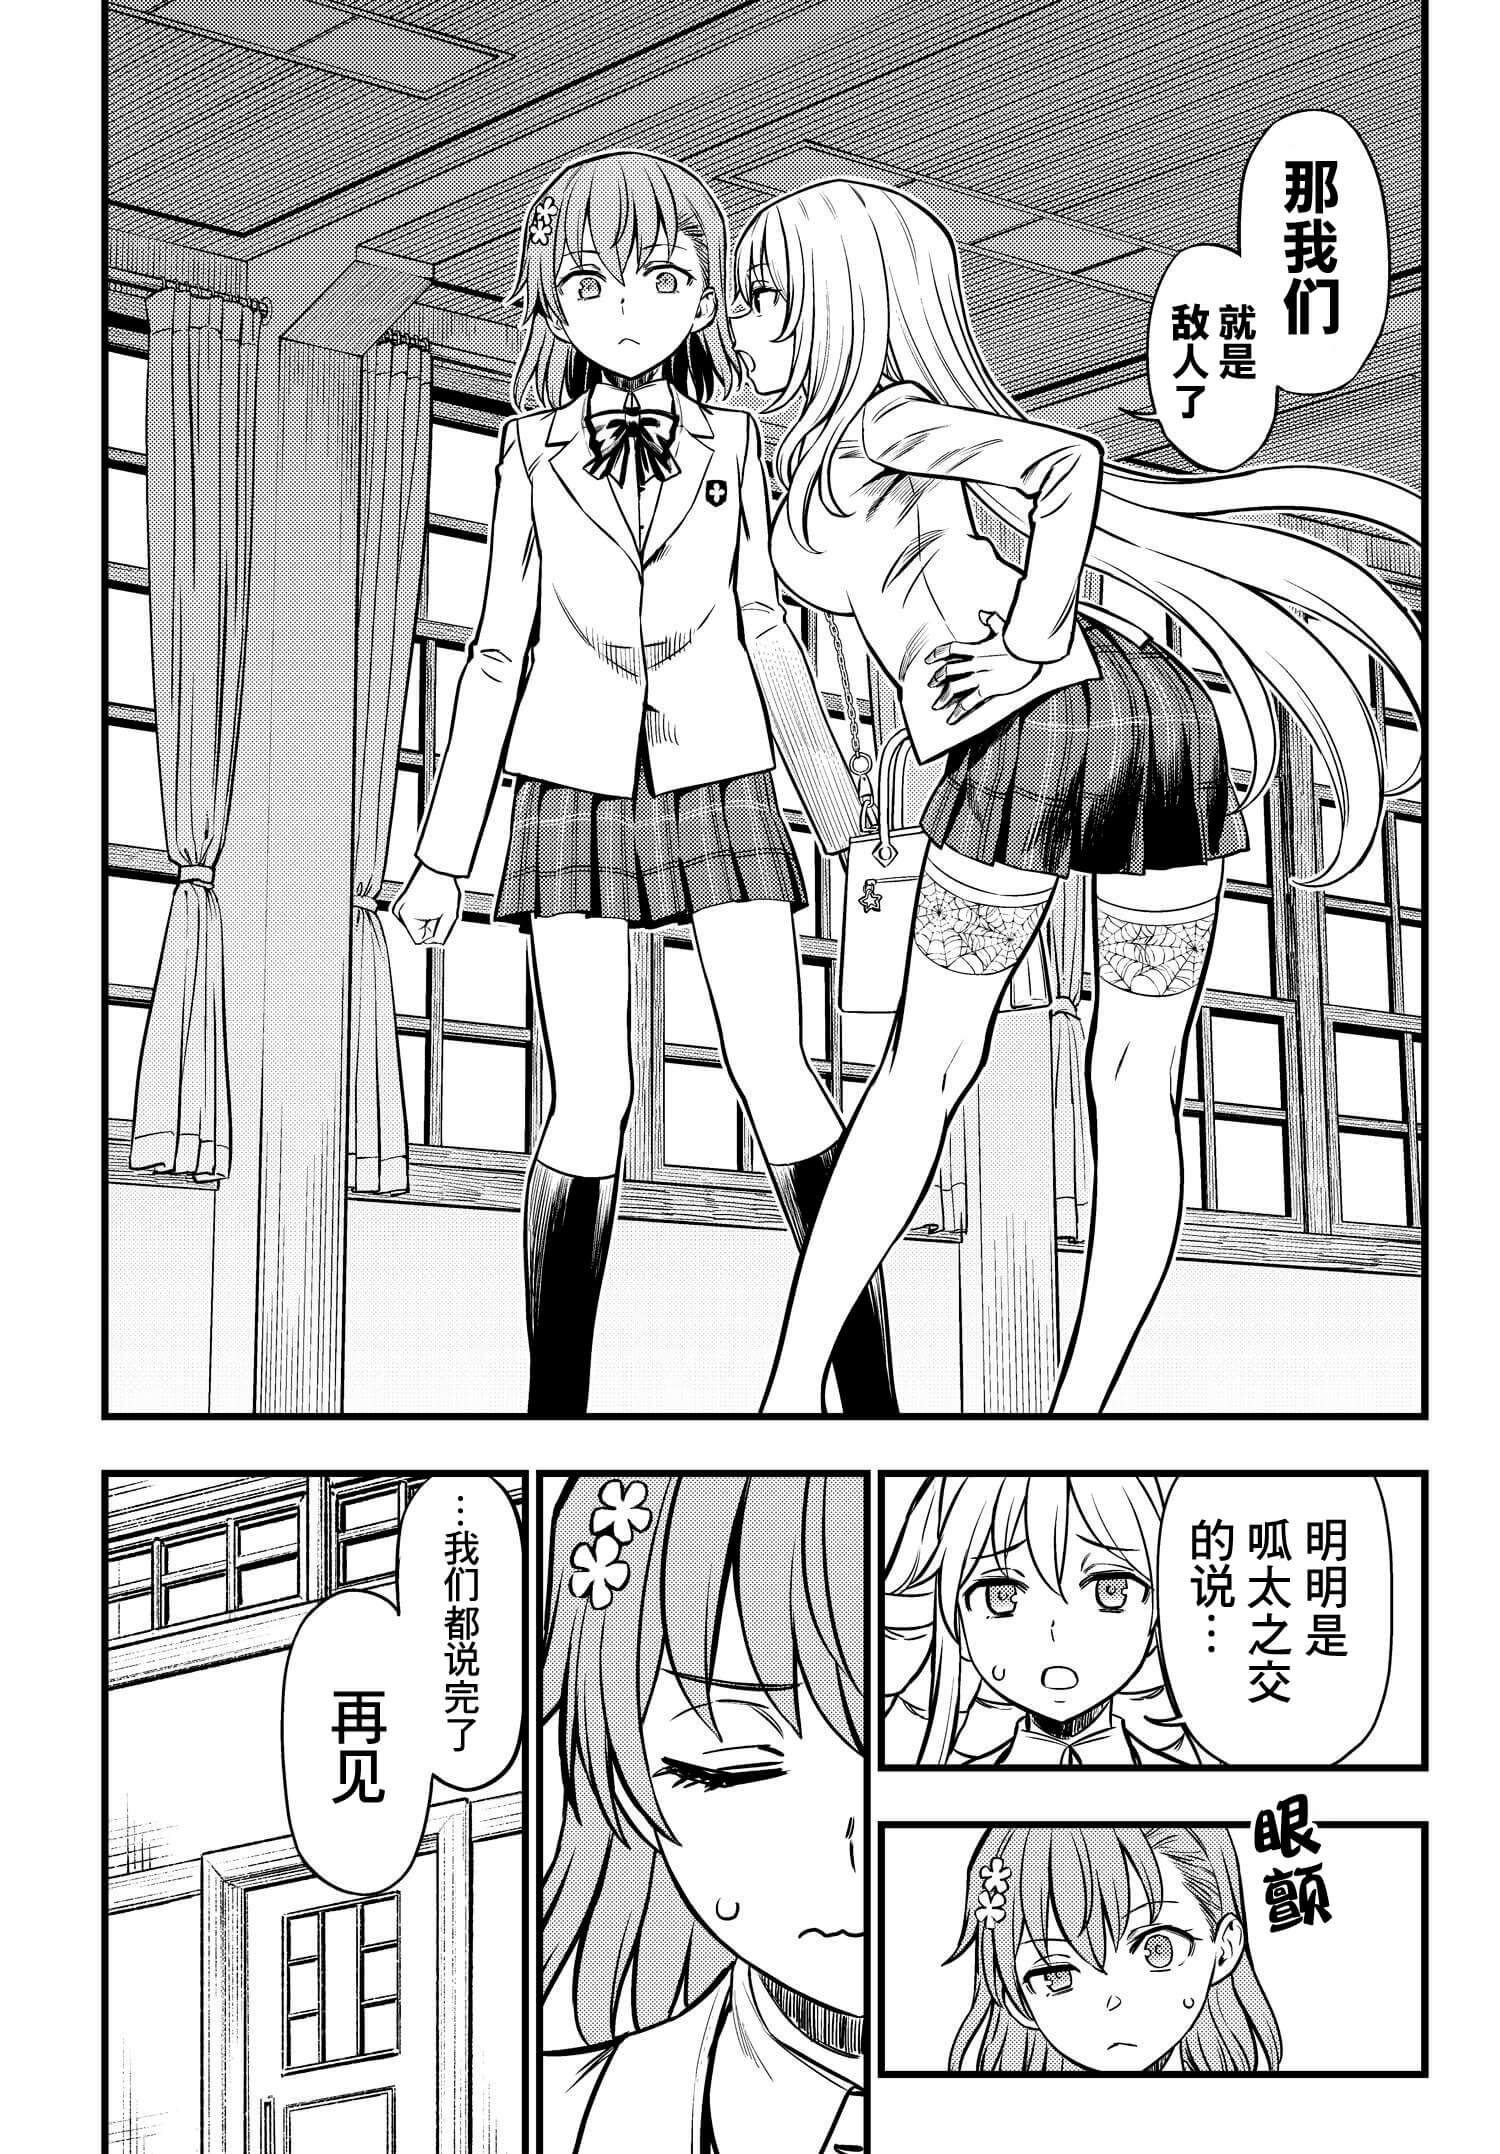 那我们
就是
敌人了
明明是
呱太之交
的说…
眼颤
…我们都说完了
再见